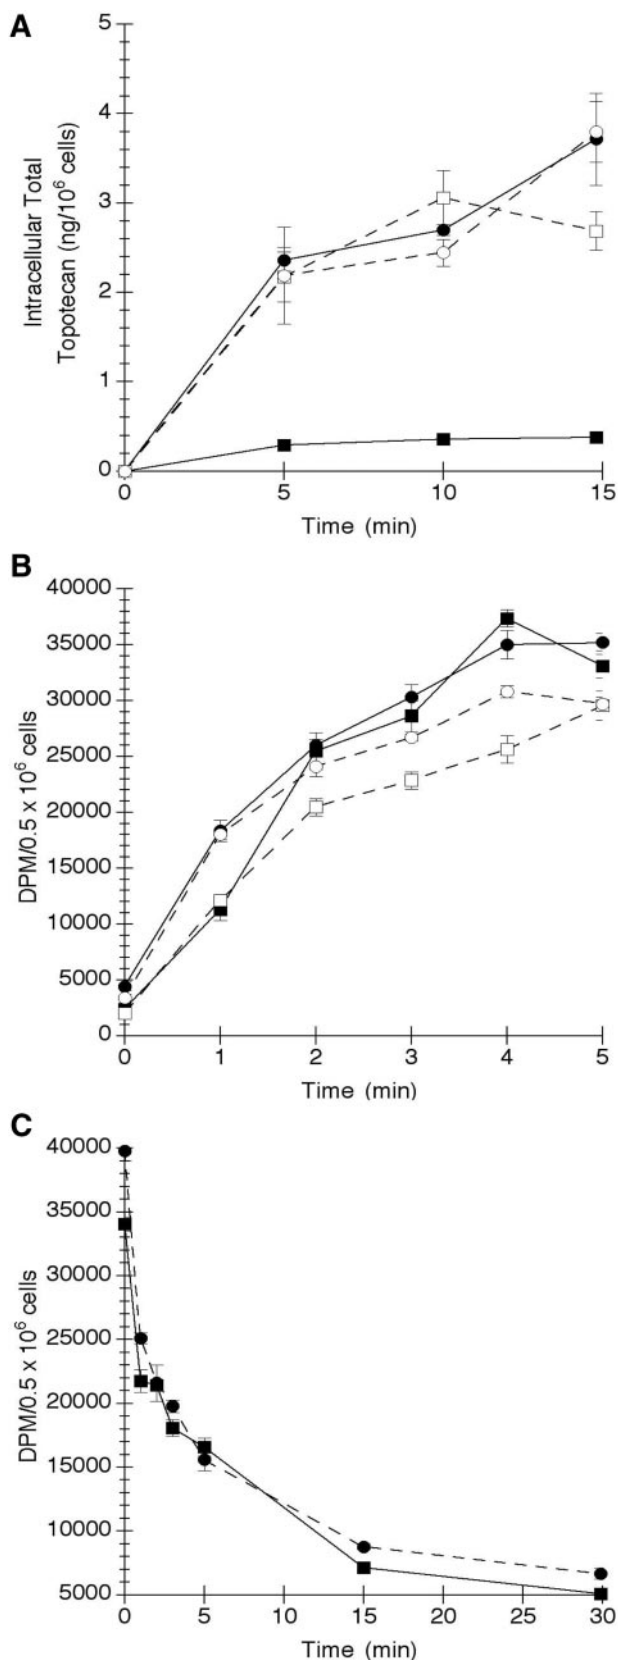 A
Intracellular Total
Topotecan (ng/10⁶ cells)
5
4
3
2
1
0
0 5 10 15
Time (min)
B
DPM/0.5 x 10⁶ cells
40000
35000
30000
25000
20000
15000
10000
5000
0
0 1 2 3 4 5
Time (min)
C
DPM/0.5 x 10⁶ cells
40000
35000
30000
25000
20000
15000
10000
5000
0 5 10 15 20 25 30
Time (min)